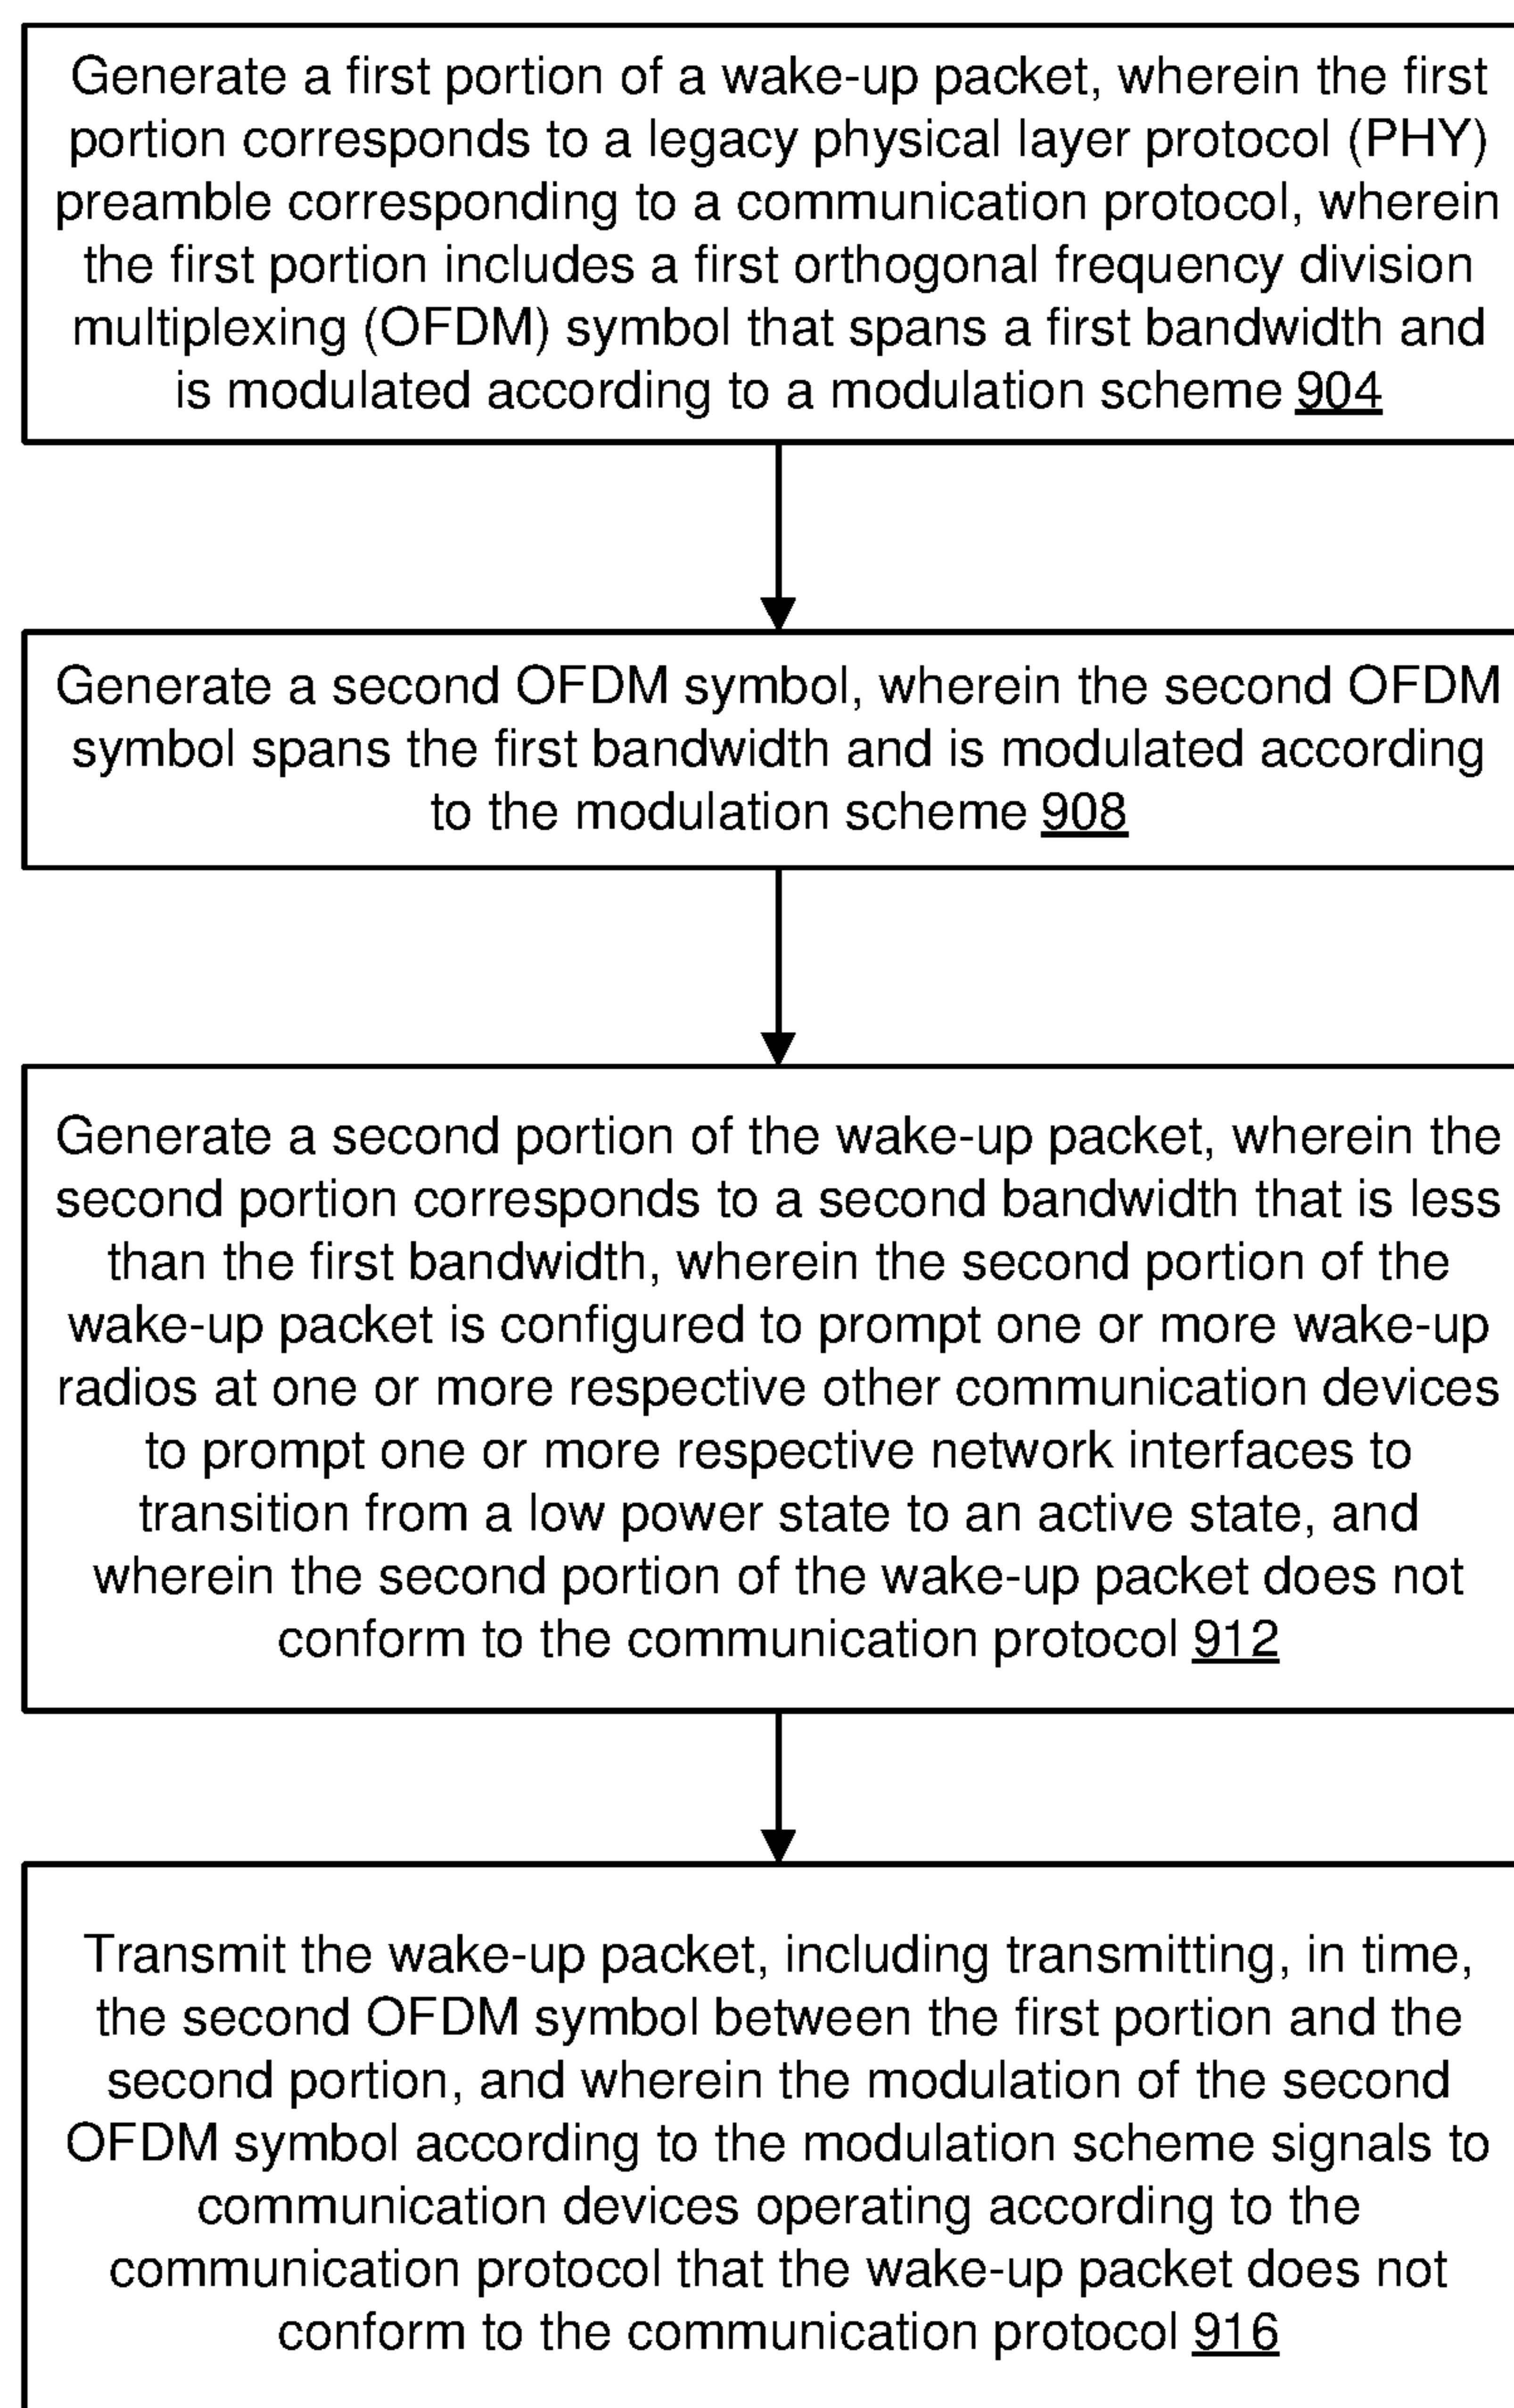 Generate a first portion of a wake-up packet, wherein the first
portion corresponds to a legacy physical layer protocol (PHY)
preamble corresponding to a communication protocol, wherein
the first portion includes a first orthogonal frequency division
multiplexing (OFDM) symbol that spans a first bandwidth and
is modulated according to a modulation scheme 904
Generate a second OFDM symbol, wherein the second OFDM
symbol spans the first bandwidth and is modulated according
to the modulation scheme 908
Generate a second portion of the wake-up packet, wherein the
second portion corresponds to a second bandwidth that is less
than the first bandwidth, wherein the second portion of the
wake-up packet is configured to prompt one or more wake-up
radios at one or more respective other communication devices
to prompt one or more respective network interfaces to
transition from a low power state to an active state, and
wherein the second portion of the wake-up packet does not
conform to the communication protocol 912
Transmit the wake-up packet, including transmitting, in time,
the second OFDM symbol between the first portion and the
second portion, and wherein the modulation of the second
OFDM symbol according to the modulation scheme signals to
communication devices operating according to the
communication protocol that the wake-up packet does not
conform to the communication protocol 916